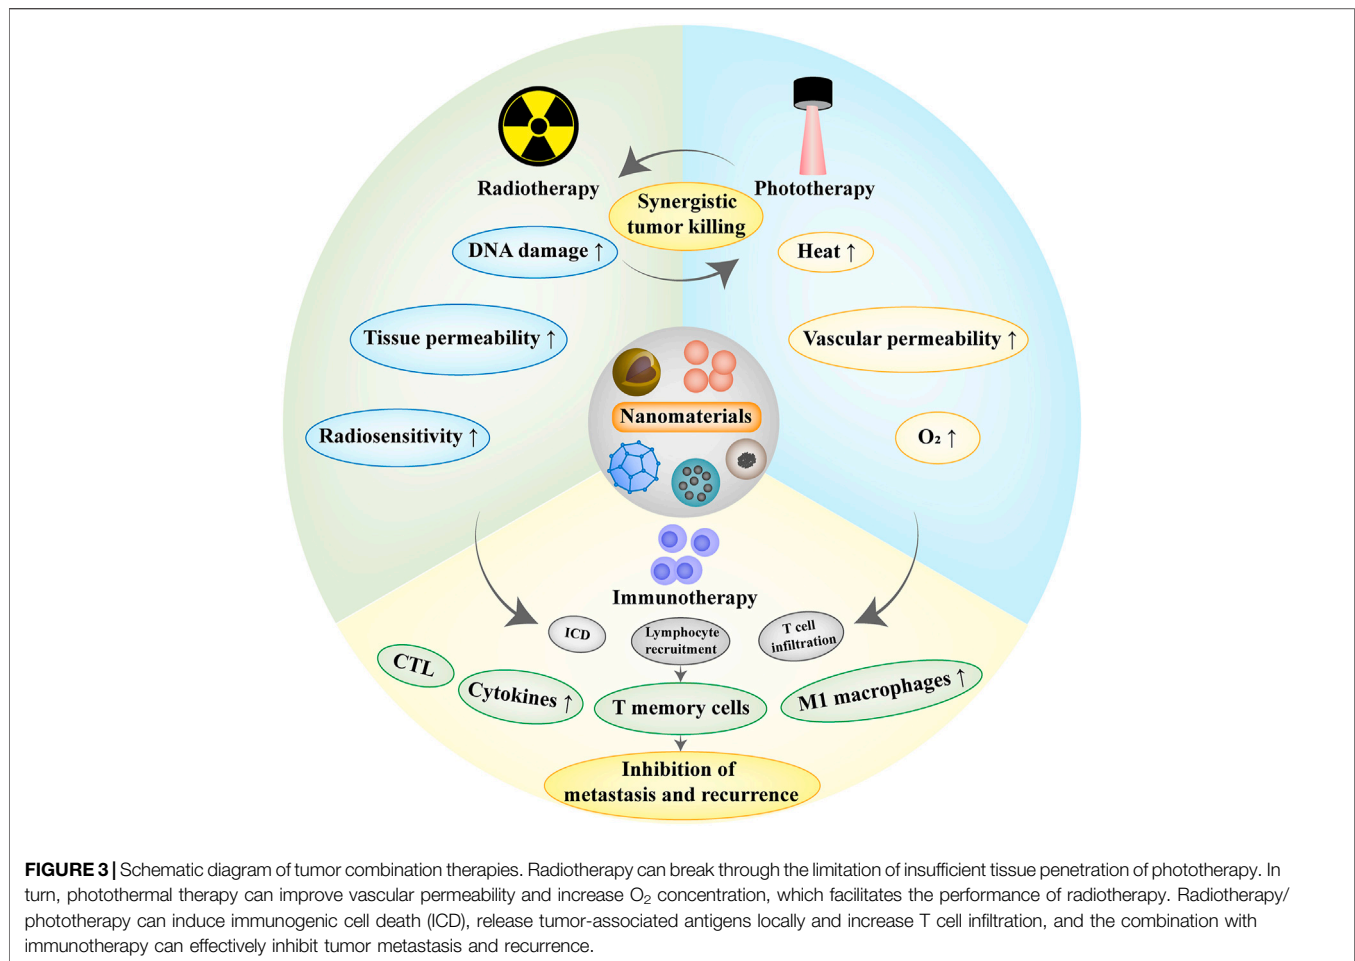 Radiotherapy
Phototherapy
Synergistic
tumor killing
DNA damage ↑
Heat ↑
Tissue permeability ↑
Vascular permeability ↑
Nanomaterials
Radiosensitivity ↑
O₂ ↑
Immunotherapy
ICD
Lymphocyte
recruitment
T cell
infiltration
CTL
Cytokines ↑
T memory cells
M1 macrophages ↑
Inhibition of
metastasis and recurrence
FIGURE 3 | Schematic diagram of tumor combination therapies. Radiotherapy can break through the limitation of insufficient tissue penetration of phototherapy. In
turn, photothermal therapy can improve vascular permeability and increase O₂ concentration, which facilitates the performance of radiotherapy. Radiotherapy/
phototherapy can induce immunogenic cell death (ICD), release tumor-associated antigens locally and increase T cell infiltration, and the combination with
immunotherapy can effectively inhibit tumor metastasis and recurrence.